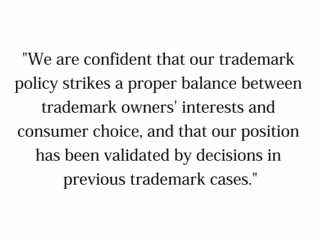 "We are confident that our trademark
policy strikes a proper balance between
trademark owners' interests and
consumer choice, and that our position
has been validated by decisions in
previous trademark cases."